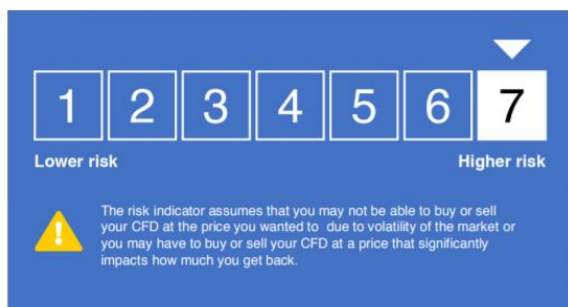 1 2 3 4 5 6 7
Lower risk Higher risk
The risk indicator assumes that you may not be able to buy or sell
your CFD at the price you wanted to due to volatility of the market or
you may have to buy or sell your CFD at a price that significantly
impacts how much you get back.